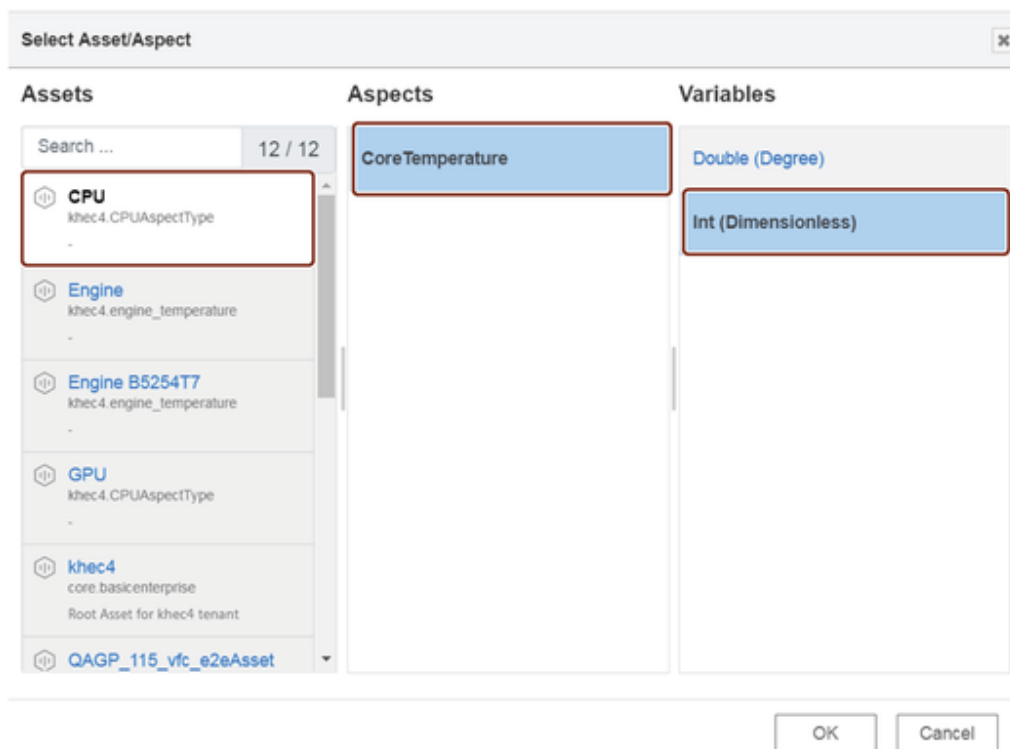 Select Asset/Aspect
Assets
Search ...
12 / 12
CPU
khec4.CPUAspectType
-
Engine
khec4.engine_temperature
-
Engine B5254T7
khec4.engine_temperature
-
GPU
khec4.CPUAspectType
-
khec4
core.basicenterprise
Root Asset for khec4 tenant
QAGP_115_vfc_e2eAsset
Aspects
CoreTemperature
Variables
Double (Degree)
Int (Dimensionless)
OK
Cancel